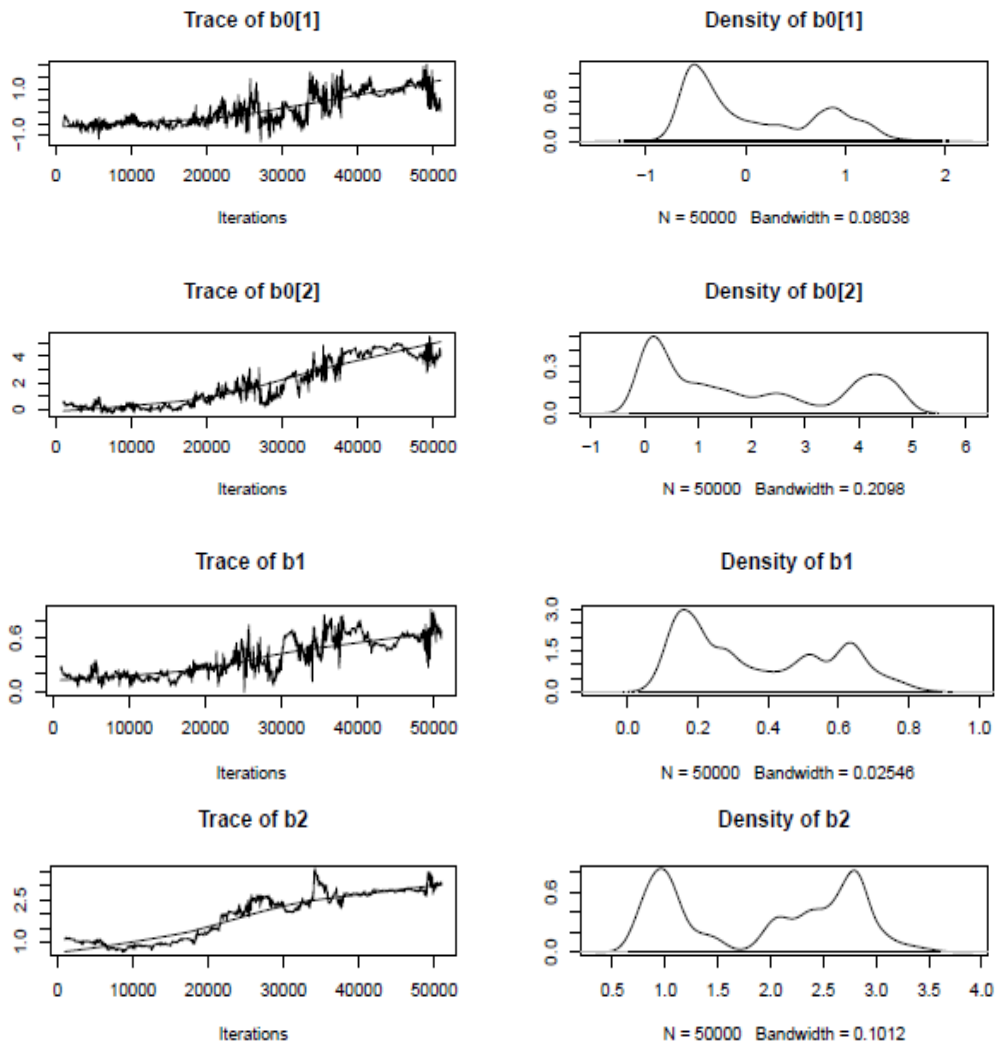 Trace of b0[1]
Density of b0[1]
1.0
-1.0
0 10000 20000 30000 40000 50000
Iterations
0.6
0.0
-1 0 1 2
N = 50000 Bandwidth = 0.08038
Trace of b0[2]
Density of b0[2]
4
2
0
0 10000 20000 30000 40000 50000
Iterations
0.3
0.0
-1 0 1 2 3 4 5 6
N = 50000 Bandwidth = 0.2098
Trace of b1
Density of b1
0.6
0.0
0 10000 20000 30000 40000 50000
Iterations
3.0
1.5
0.0
0.0 0.2 0.4 0.6 0.8 1.0
N = 50000 Bandwidth = 0.02546
Trace of b2
Density of b2
2.5
1.0
0 10000 20000 30000 40000 50000
Iterations
0.6
0.0
0.5 1.0 1.5 2.0 2.5 3.0 3.5 4.0
N = 50000 Bandwidth = 0.1012